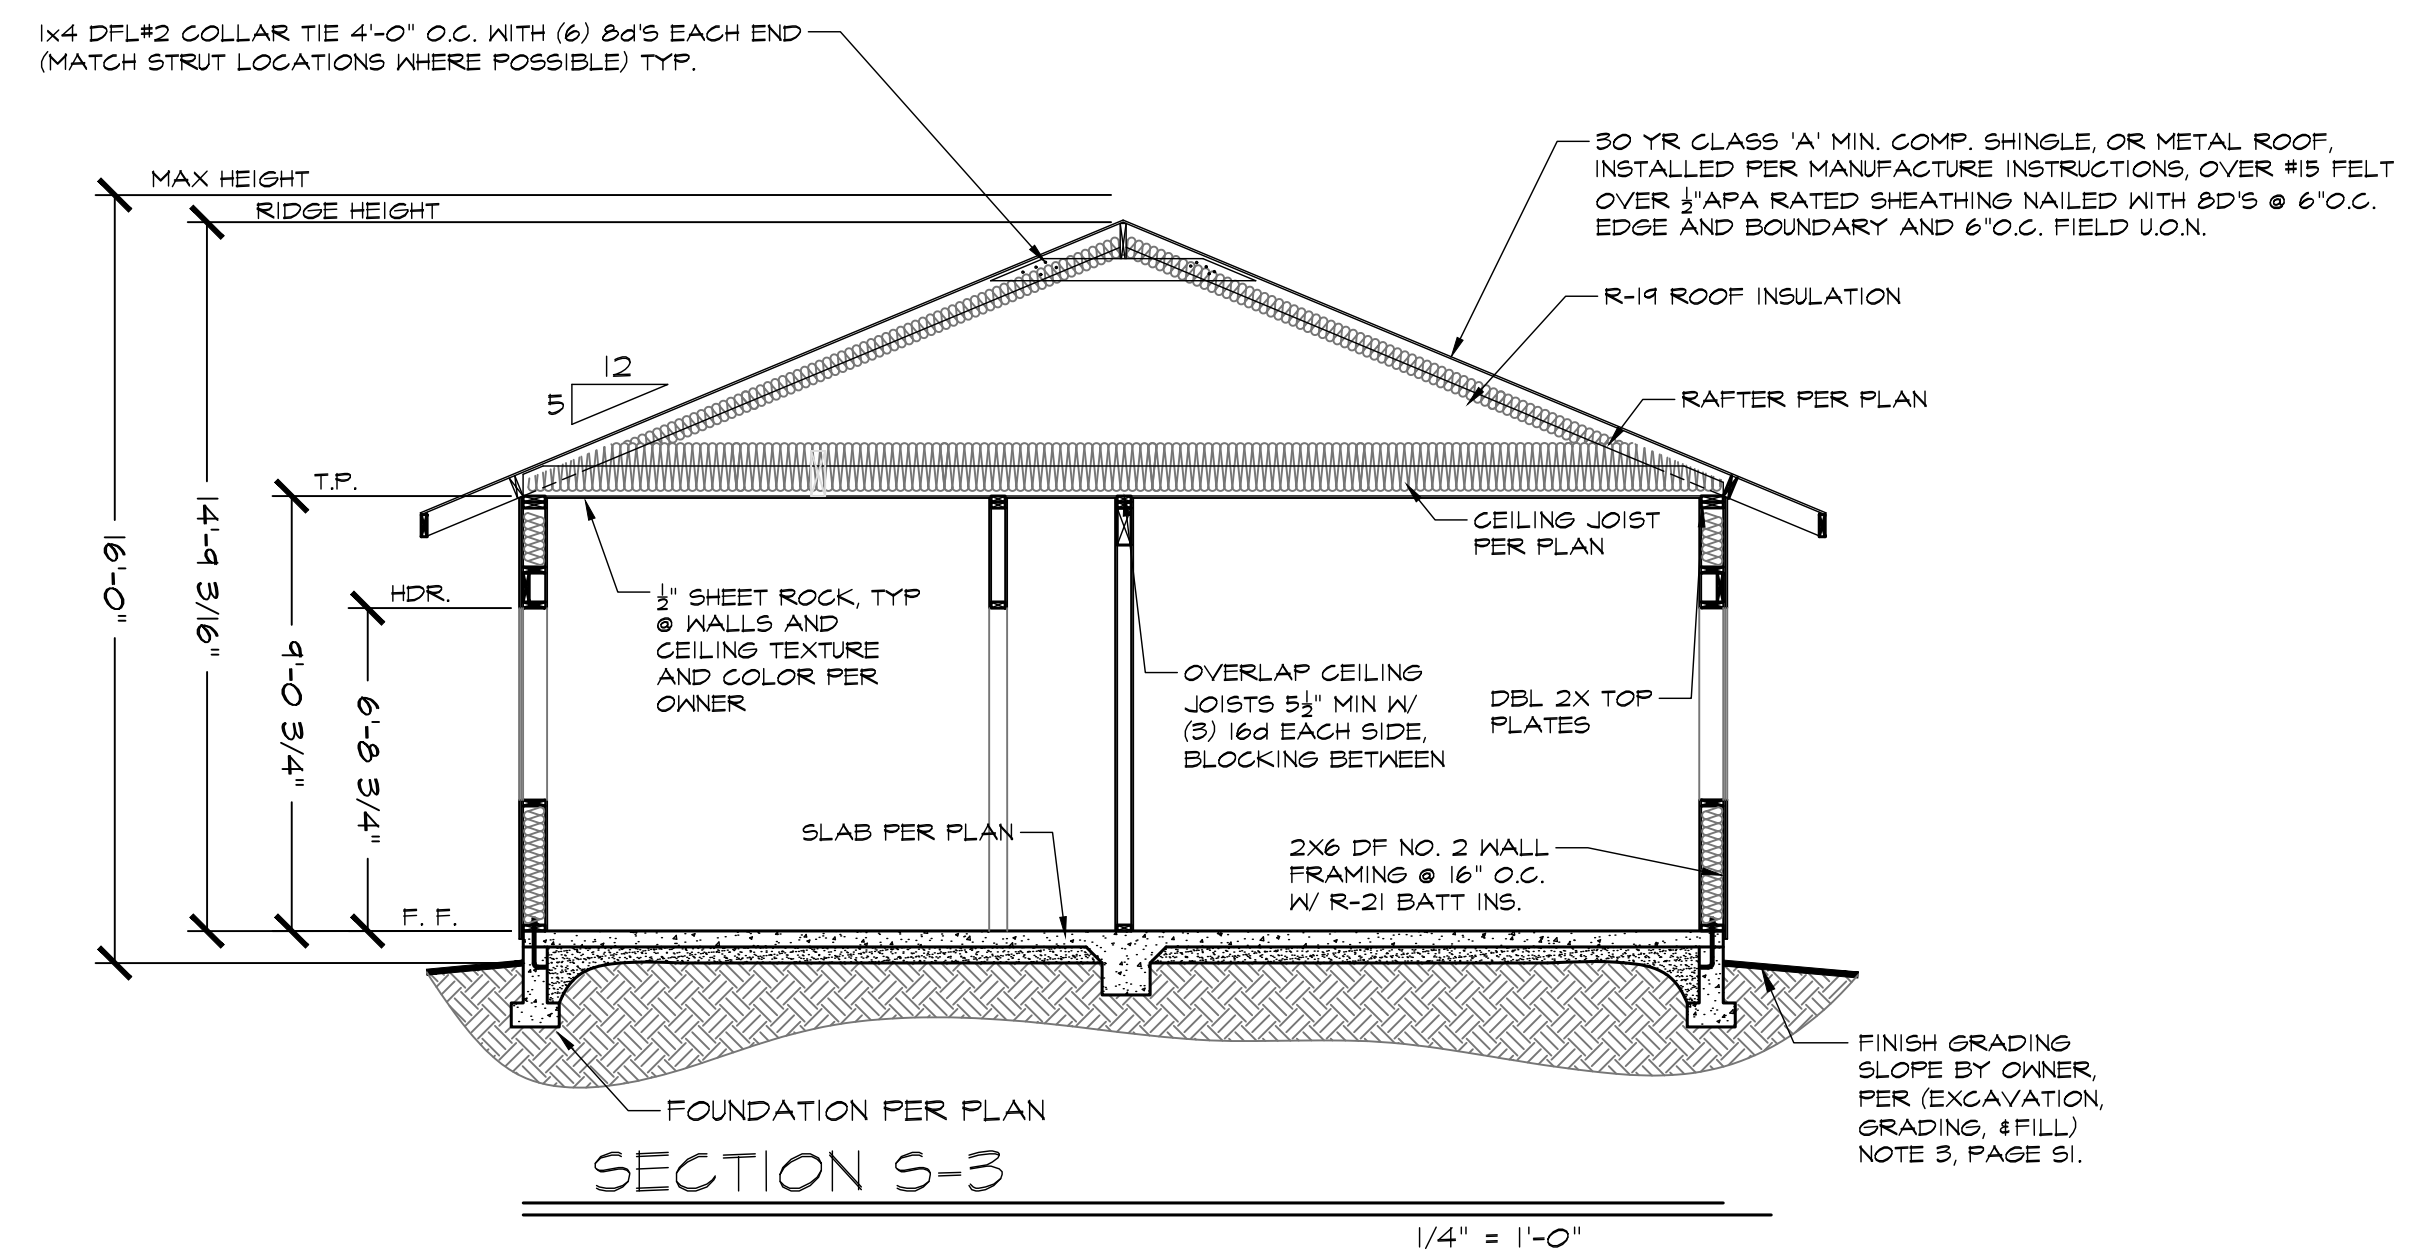 1x4 DFL#2 COLLAR TIE 4'-0" O.C. WITH (6) 8d'S EACH END
(MATCH STRUT LOCATIONS WHERE POSSIBLE) TYP.
30 YR CLASS 'A' MIN. COMP. SHINGLE, OR METAL ROOF,
INSTALLED PER MANUFACTURE INSTRUCTIONS, OVER #15 FELT
OVER ½"APA RATED SHEATHING NAILED WITH 8D'S @ 6"O.C.
EDGE AND BOUNDARY AND 6"O.C. FIELD U.O.N.
MAX HEIGHT
RIDGE HEIGHT
R-19 ROOF INSULATION
12
5
RAFTER PER PLAN
T.P.
CEILING JOIST
PER PLAN
16'-0"
14'-9 3/16"
9'-0 3/4"
6'-8 3/4"
HDR.
½" SHEET ROCK, TYP
@ WALLS AND
CEILING TEXTURE
AND COLOR PER
OWNER
OVERLAP CEILING
JOISTS 5½" MIN W/
(3) 16d EACH SIDE,
BLOCKING BETWEEN
DBL 2X TOP
PLATES
SLAB PER PLAN
2X6 DF NO. 2 WALL
FRAMING @ 16" O.C.
W/ R-21 BATT INS.
F. F.
FINISH GRADING
SLOPE BY OWNER,
PER (EXCAVATION,
GRADING, &FILL)
NOTE 3, PAGE S1.
FOUNDATION PER PLAN
SECTION S-3
1/4" = 1'-0"